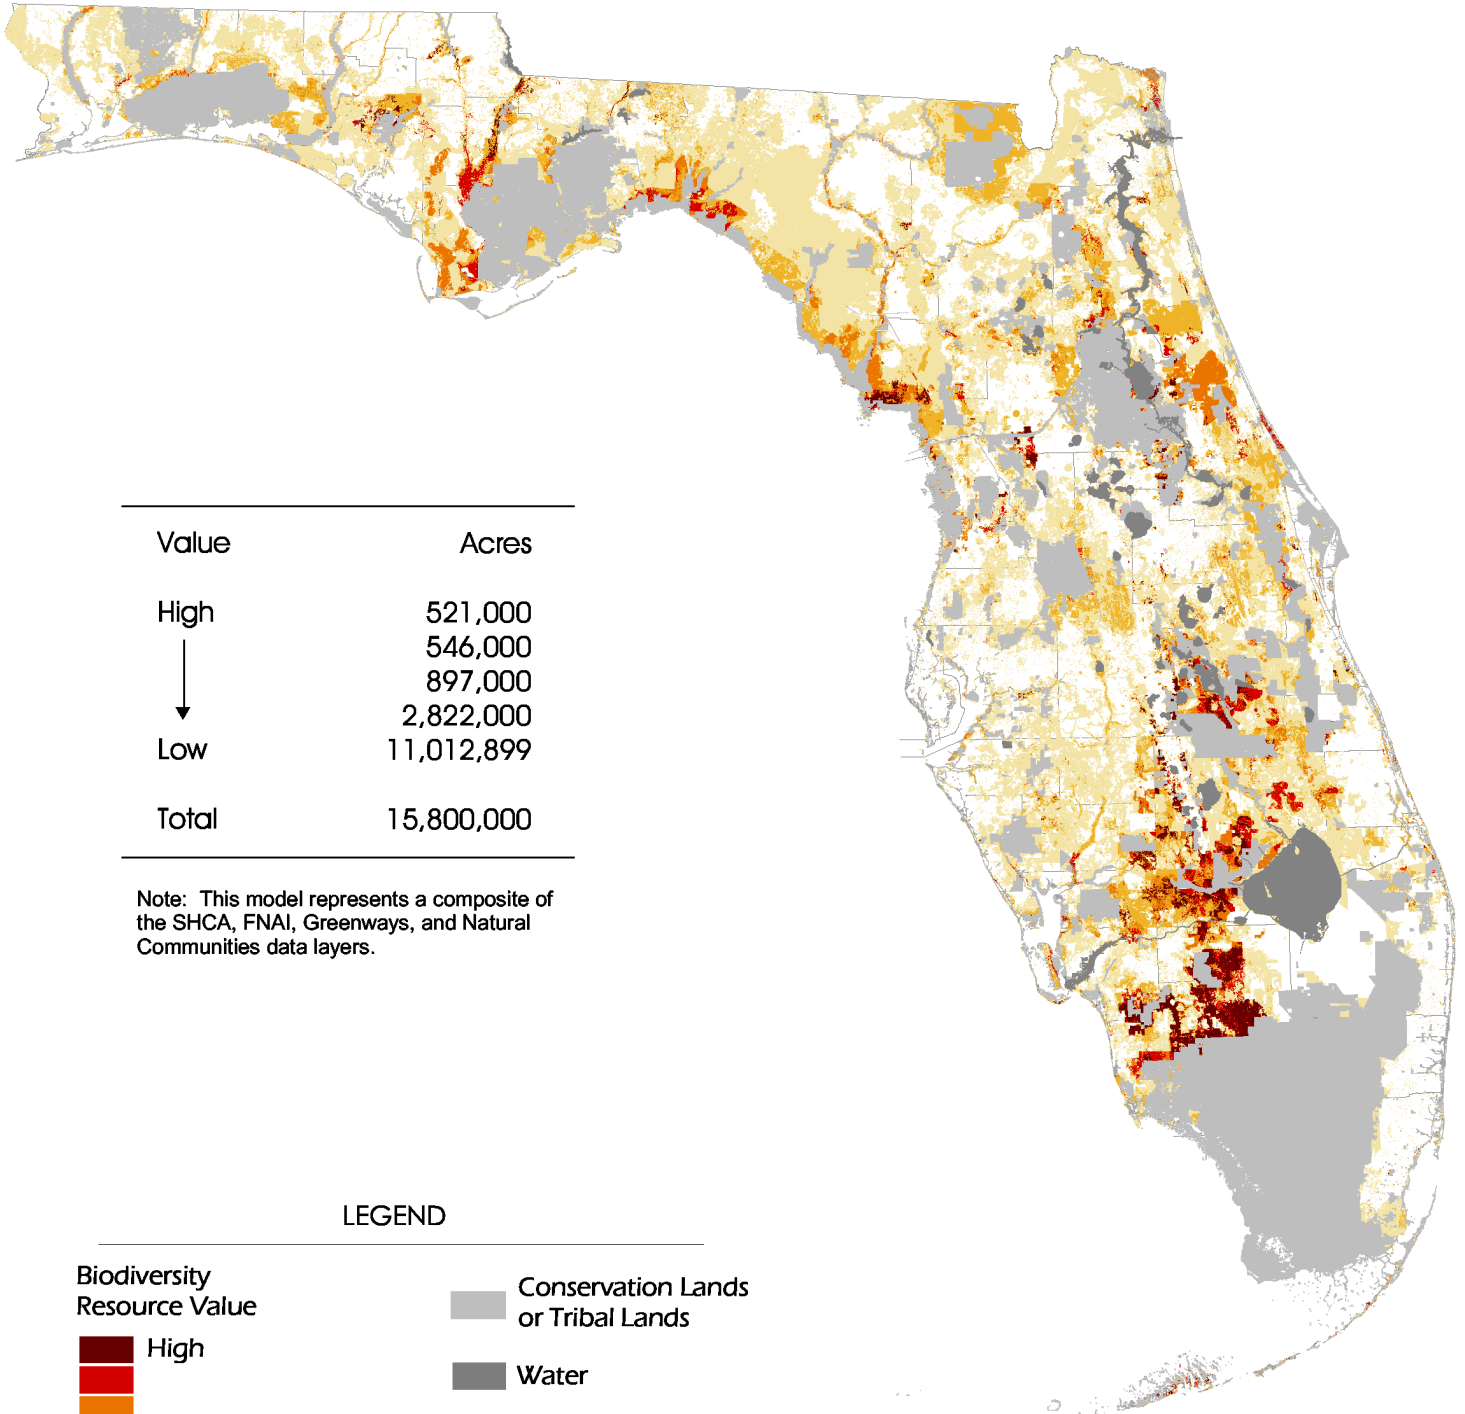 Value Acres
High 521,000
546,000
897,000
2,822,000
Low 11,012,899
Total 15,800,000
Note: This model represents a composite of
the SHCA, FNAI, Greenways, and Natural
Communities data layers.
LEGEND
Biodiversity
Resource Value
High
Conservation Lands
or Tribal Lands
Water